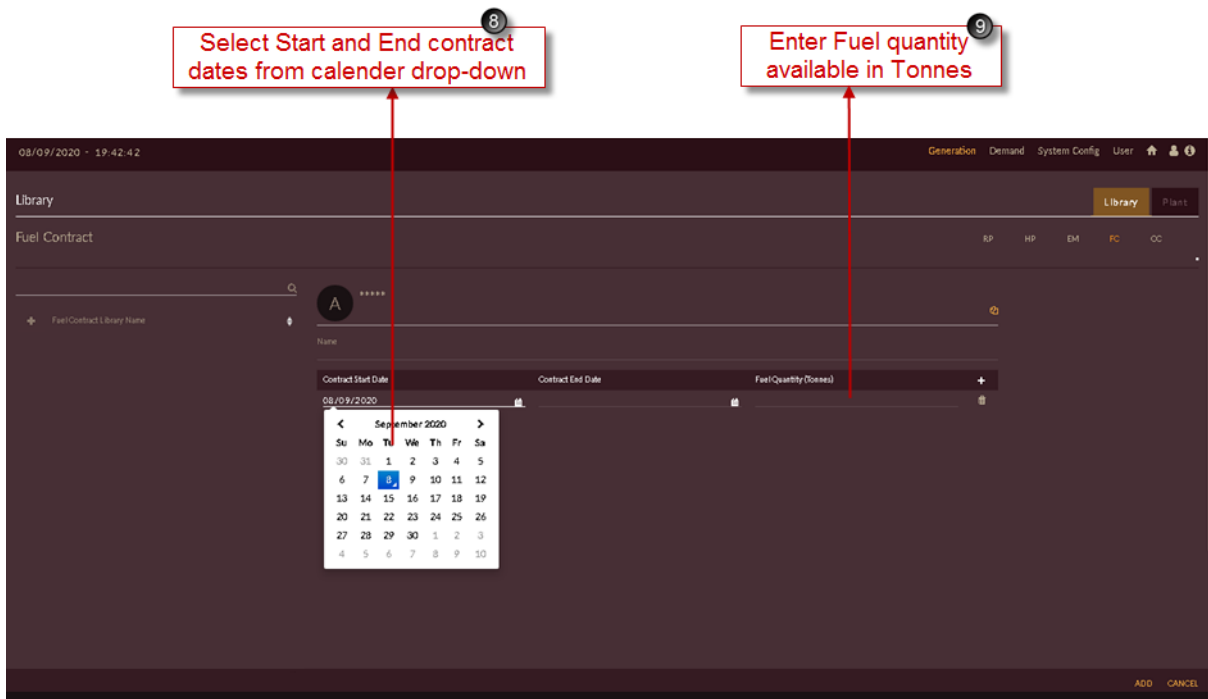 8
Select Start and End contract
dates from calender drop-down
9
Enter Fuel quantity
available in Tonnes
08/09/2020 - 19:42:42
Generation Demand System Config User
Library
Library Plant
Fuel Contract
RP HP EM FC CC
A *****
Fuel Contract Library Name
Name
Contract Start Date Contract End Date Fuel Quantity (Tonnes) +
08/09/2020
< September 2020 >
Su Mo Tu We Th Fr Sa
30 31 1 2 3 4 5
6 7 8 9 10 11 12
13 14 15 16 17 18 19
20 21 22 23 24 25 26
27 28 29 30 1 2 3
4 5 6 7 8 9 10
ADD CANCEL